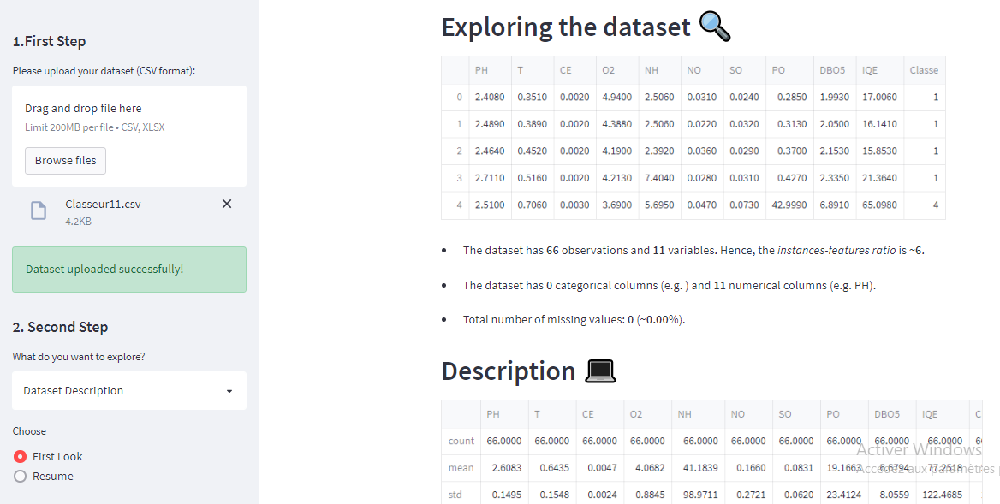 1.First Step
Please upload your dataset (CSV format):
Drag and drop file here
Limit 200MB per file • CSV, XLSX
Browse files
Classeur11.csv
4.2KB
Dataset uploaded successfully!
2. Second Step
What do you want to explore?
Dataset Description
Choose
First Look
Resume
Exploring the dataset
PH T CE O2 NH NO SO PO DBO5 IQE Classe
0 2.4080 0.3510 0.0020 4.9400 2.5060 0.0310 0.0240 0.2850 1.9930 17.0060 1
1 2.4890 0.3890 0.0020 4.3880 2.5060 0.0220 0.0320 0.3130 2.0500 16.1410 1
2 2.4640 0.4520 0.0020 4.1900 2.3920 0.0360 0.0290 0.3700 2.1530 15.8530 1
3 2.7110 0.5160 0.0020 4.2130 7.4040 0.0280 0.0310 0.4270 2.3350 21.3640 1
4 2.5100 0.7060 0.0030 3.6900 5.6950 0.0470 0.0730 42.9990 6.8910 65.0980 4
• The dataset has 66 observations and 11 variables. Hence, the instances-features ratio is ~6.
• The dataset has 0 categorical columns (e.g. ) and 11 numerical columns (e.g. PH).
• Total number of missing values: 0 (~0.00%).
Description
PH T CE O2 NH NO SO PO DBO5 IQE C
count 66.0000 66.0000 66.0000 66.0000 66.0000 66.0000 66.0000 66.0000 66.0000 66.0000 6
mean 2.6083 0.6435 0.0047 4.0682 41.1839 0.1660 0.0831 19.1663 6.6794 77.2518
std 0.1495 0.1548 0.0024 0.8845 98.9711 0.2721 0.0620 23.4124 8.0559 122.4685
Activer Windows
Accédez aux paramètres p